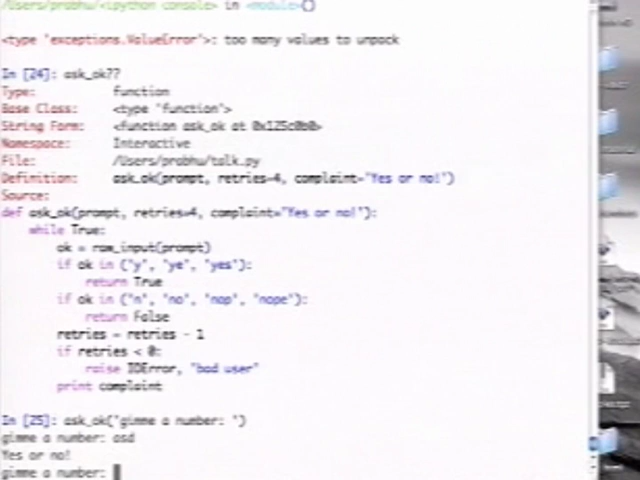 /Users/prabhu/<ipython console> in <module>()
<type 'exceptions.ValueError'>: too many values to unpack
In [24]: ask_ok??
Type: function
Base Class: <type 'function'>
String Form: <function ask_ok at 0x125c0b0>
Namespace: Interactive
File: /Users/prabhu/talk.py
Definition: ask_ok(prompt, retries=4, complaint="Yes or no!")
Source:
def ask_ok(prompt, retries=4, complaint="Yes or no!"):
while True:
ok = raw_input(prompt)
if ok in ("y", "ye", "yes"):
return True
if ok in ("n", "no", "nop", "nope"):
return False
retries = retries - 1
if retries < 0:
raise IOError, "bad user"
print complaint
In [25]: ask_ok("gimme a number: ")
gimme a number: asd
Yes or no!
gimme a number: